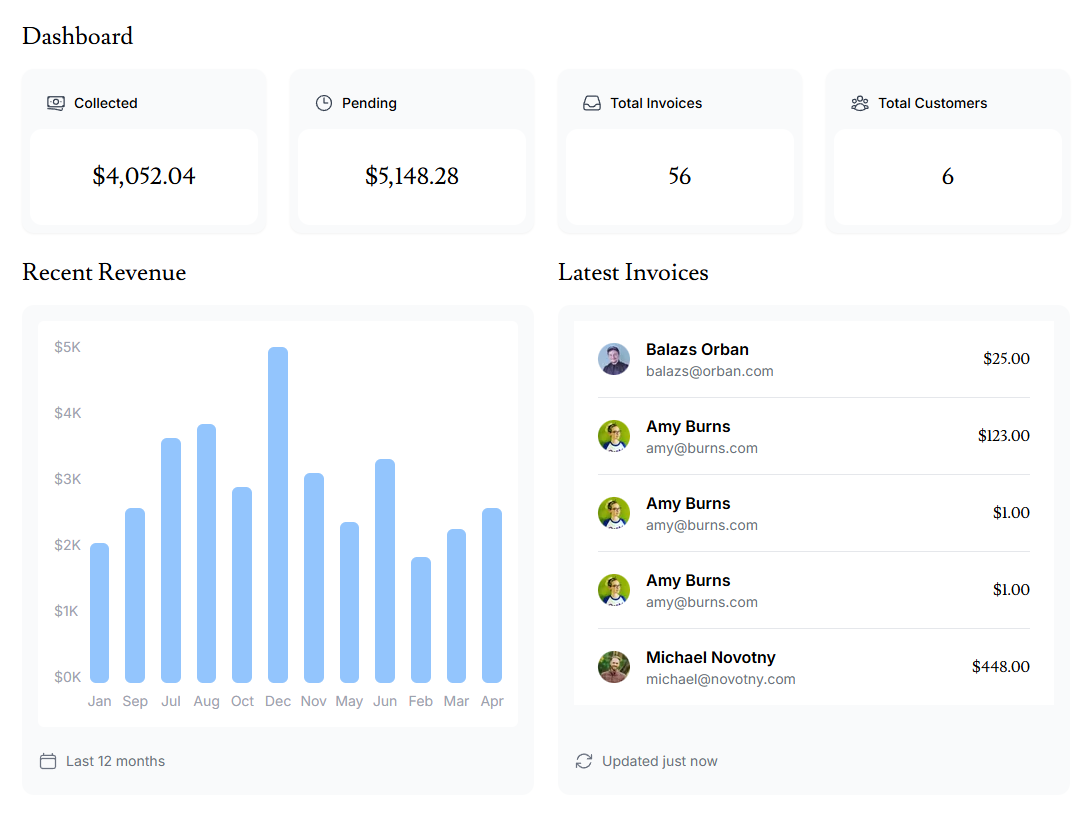 Dashboard
Collected
$4,052.04
Pending
$5,148.28
Total Invoices
56
Total Customers
6
Recent Revenue
$5K
$4K
$3K
$2K
$1K
$0K
Jan Sep Jul Aug Oct Dec Nov May Jun Feb Mar Apr
Last 12 months
Latest Invoices
Balazs Orban
balazs@orban.com
$25.00
Amy Burns
amy@burns.com
$123.00
Amy Burns
amy@burns.com
$1.00
Amy Burns
amy@burns.com
$1.00
Michael Novotny
michael@novotny.com
$448.00
Updated just now